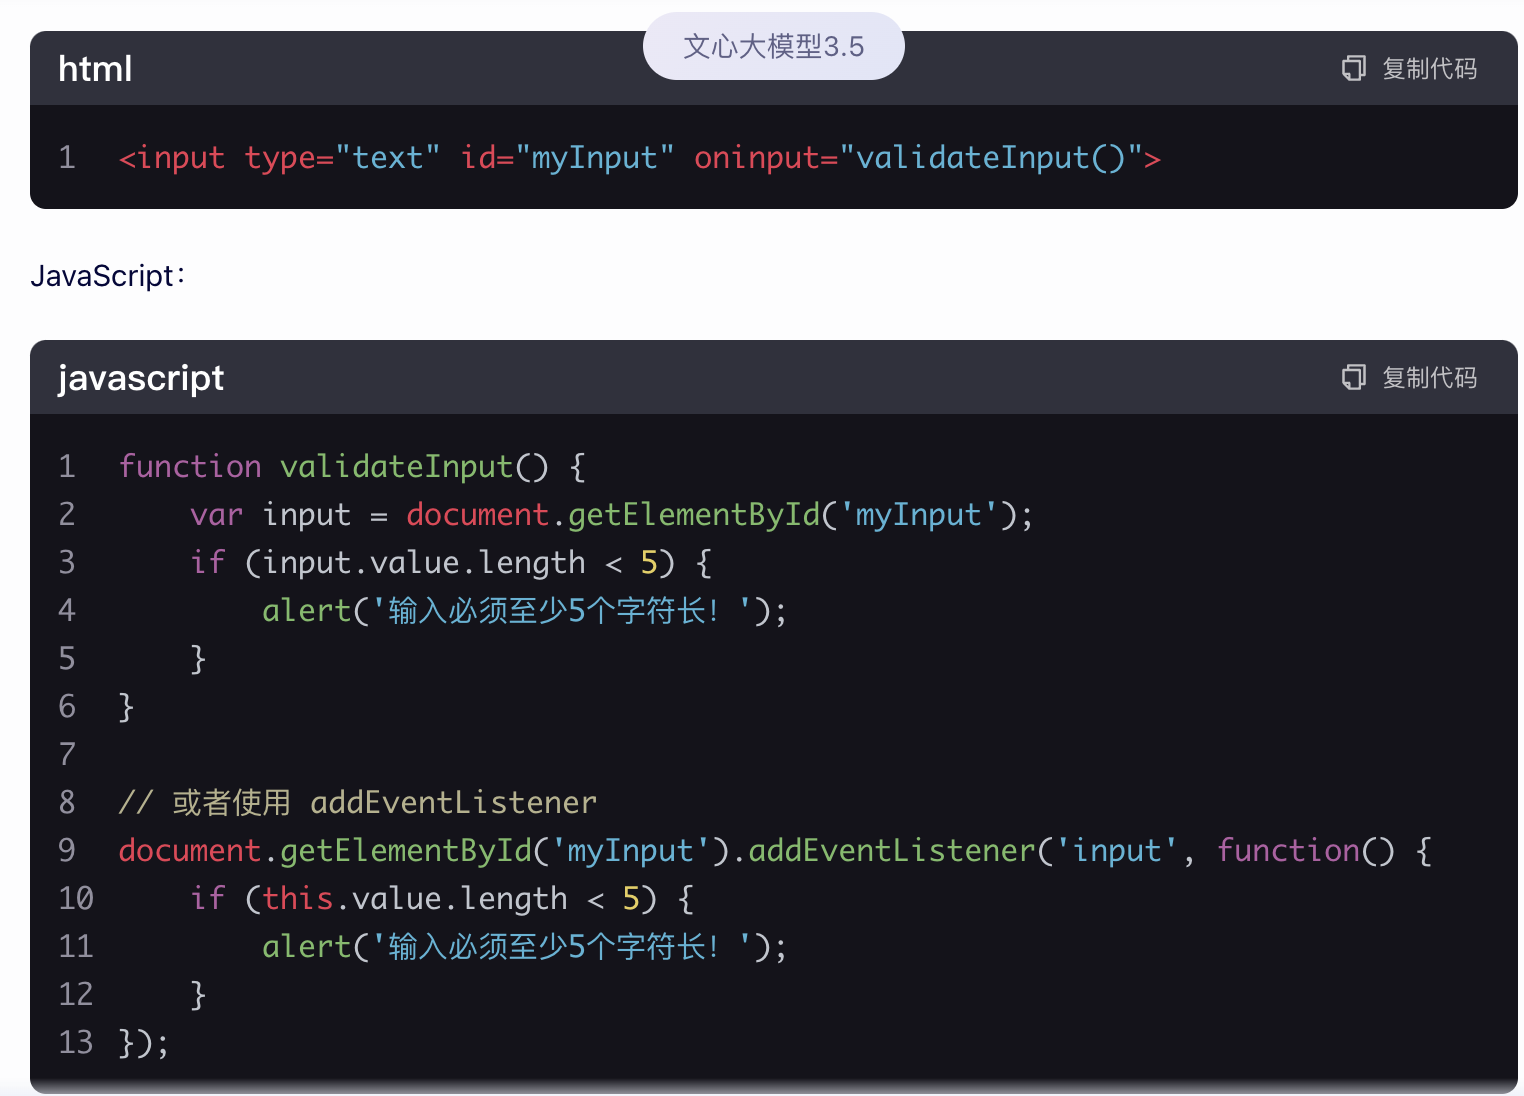 文心大模型3.5
html
复制代码
1 <input type="text" id="myInput" oninput="validateInput()">
JavaScript：
javascript
复制代码
1 function validateInput() {
2     var input = document.getElementById('myInput');
3     if (input.value.length < 5) {
4         alert('输入必须至少5个字符长！');
5     }
6 }
7
8 // 或者使用 addEventListener
9 document.getElementById('myInput').addEventListener('input', function() {
10     if (this.value.length < 5) {
11         alert('输入必须至少5个字符长！');
12     }
13 });